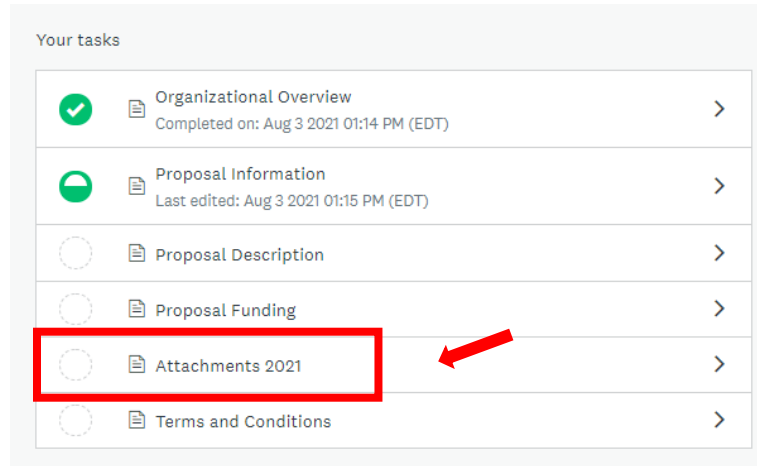 Your tasks
Organizational Overview
Completed on: Aug 3 2021 01:14 PM (EDT)
Proposal Information
Last edited: Aug 3 2021 01:15 PM (EDT)
Proposal Description
Proposal Funding
Attachments 2021
Terms and Conditions